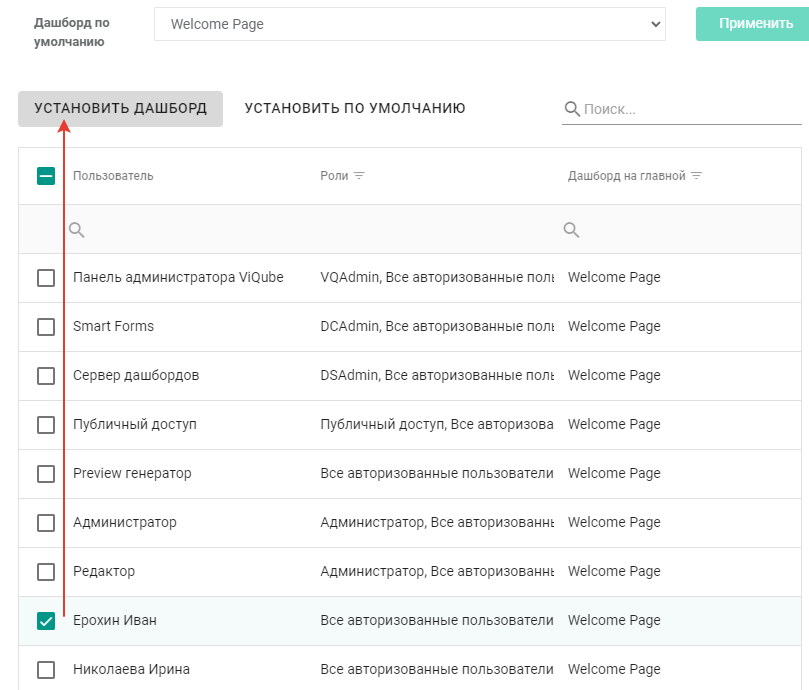 Дашборд по
умолчанию
Welcome Page
Применить
УСТАНОВИТЬ ДАШБОРД УСТАНОВИТЬ ПО УМОЛЧАНИЮ Поиск...
Пользователь Роли Дашборд на главной
Панель администратора ViQube VQAdmin, Все авторизованные поль Welcome Page
Smart Forms DCAdmin, Все авторизованные поль Welcome Page
Сервер дашбордов DSAdmin, Все авторизованные поль Welcome Page
Публичный доступ Публичный доступ, Все авторизова Welcome Page
Preview генератор Все авторизованные пользователи Welcome Page
Администратор Администратор, Все авторизованнь Welcome Page
Редактор Администратор, Все авторизованнь Welcome Page
Ерохин Иван Все авторизованные пользователи Welcome Page
Николаева Ирина Все авторизованные пользователи Welcome Page